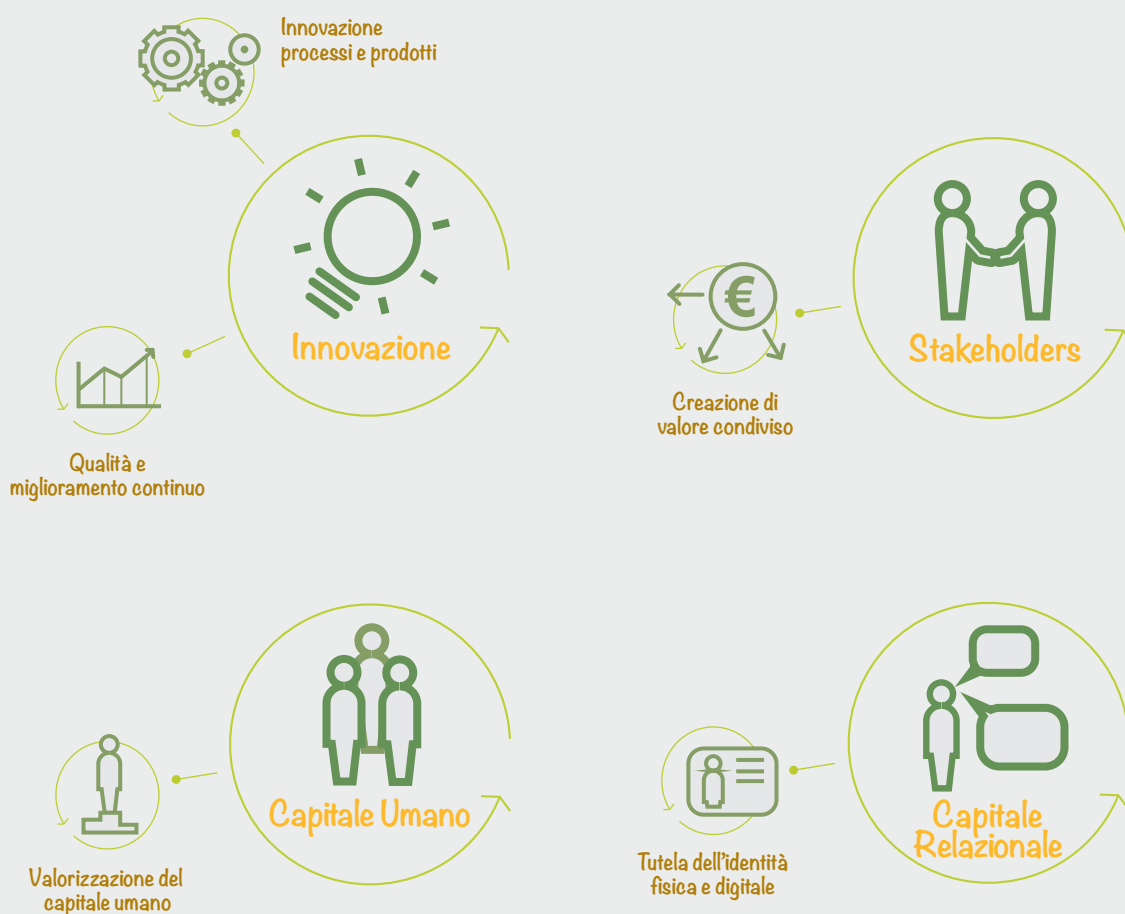 Innovazione
processi e prodotti
Innovazione
Qualità e
miglioramento continuo
€
Stakeholders
Creazione di
valore condiviso
Capitale Umano
Valorizzazione del
capitale umano
Capitale
Relazionale
Tutela dell'identità
fisica e digitale